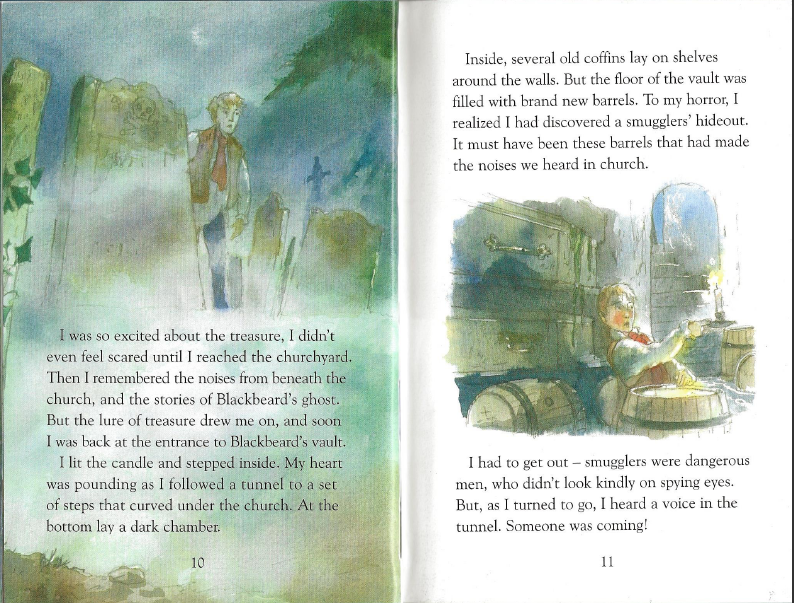 I was so excited about the treasure, I didn't
even feel scared until I reached the churchyard.
Then I remembered the noises from beneath the
church, and the stories of Blackbeard's ghost.
But the lure of treasure drew me on, and soon
I was back at the entrance to Blackbeard's vault.
I lit the candle and stepped inside. My heart
was pounding as I followed a tunnel to a set
of steps that curved under the church. At the
bottom lay a dark chamber.
10
Inside, several old coffins lay on shelves
around the walls. But the floor of the vault was
filled with brand new barrels. To my horror, I
realized I had discovered a smugglers' hideout.
It must have been these barrels that had made
the noises we heard in church.
I had to get out – smugglers were dangerous
men, who didn't look kindly on spying eyes.
But, as I turned to go, I heard a voice in the
tunnel. Someone was coming!
11